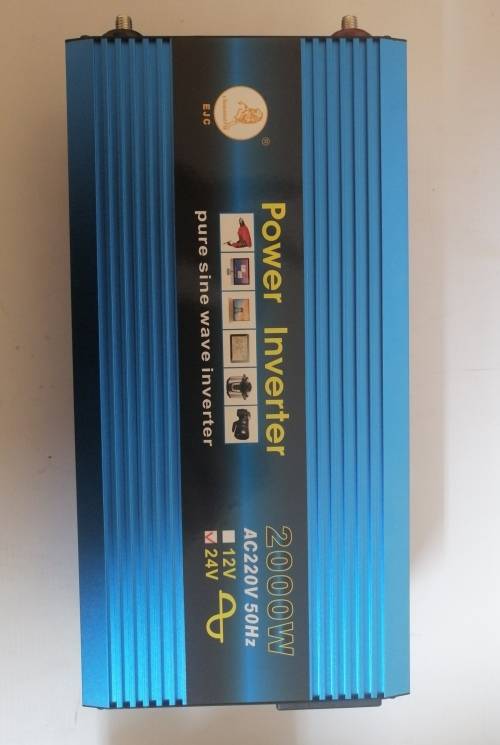 EJC
®
Power Inverter
pure sine wave inverter
2000W
AC220V 50Hz
12V
24V